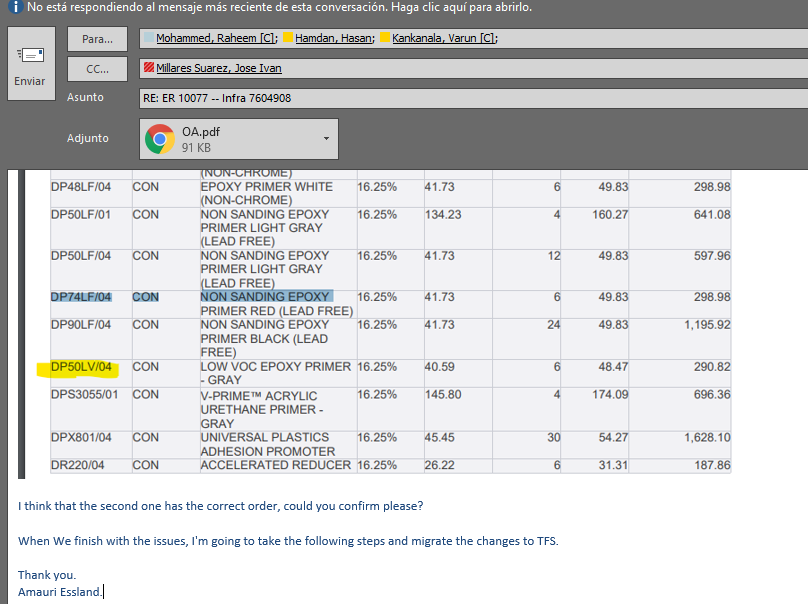 No está respondiendo al mensaje más reciente de esta conversación. Haga clic aquí para abrirlo.
Enviar
Para... Mohammed, Raheem [C]; Hamdan, Hasan; Kankanala, Varun [C];
CC... Millares Suarez, Jose Ivan
Asunto RE: ER 10077 -- Infra 7604908
Adjunto OA.pdf
91 KB
(NON-CHROME)
DP48LF/04 CON EPOXY PRIMER WHITE 16.25% 41.73 6 49.83 298.98
(NON-CHROME)
DP50LF/01 CON NON SANDING EPOXY 16.25% 134.23 4 160.27 641.08
PRIMER LIGHT GRAY
(LEAD FREE)
DP50LF/04 CON NON SANDING EPOXY 16.25% 41.73 12 49.83 597.96
PRIMER LIGHT GRAY
(LEAD FREE)
DP74LF/04 CON NON SANDING EPOXY 16.25% 41.73 6 49.83 298.98
PRIMER RED (LEAD FREE)
DP90LF/04 CON NON SANDING EPOXY 16.25% 41.73 24 49.83 1,195.92
PRIMER BLACK (LEAD
FREE)
DP50LV/04 CON LOW VOC EPOXY PRIMER 16.25% 40.59 6 48.47 290.82
- GRAY
DPS3055/01 CON V-PRIME™ ACRYLIC 16.25% 145.80 4 174.09 696.36
URETHANE PRIMER -
GRAY
DPX801/04 CON UNIVERSAL PLASTICS 16.25% 45.45 30 54.27 1,628.10
ADHESION PROMOTER
DR220/04 CON ACCELERATED REDUCER 16.25% 26.22 6 31.31 187.86
I think that the second one has the correct order, could you confirm please?
When We finish with the issues, I'm going to take the following steps and migrate the changes to TFS.
Thank you.
Amauri Essland.